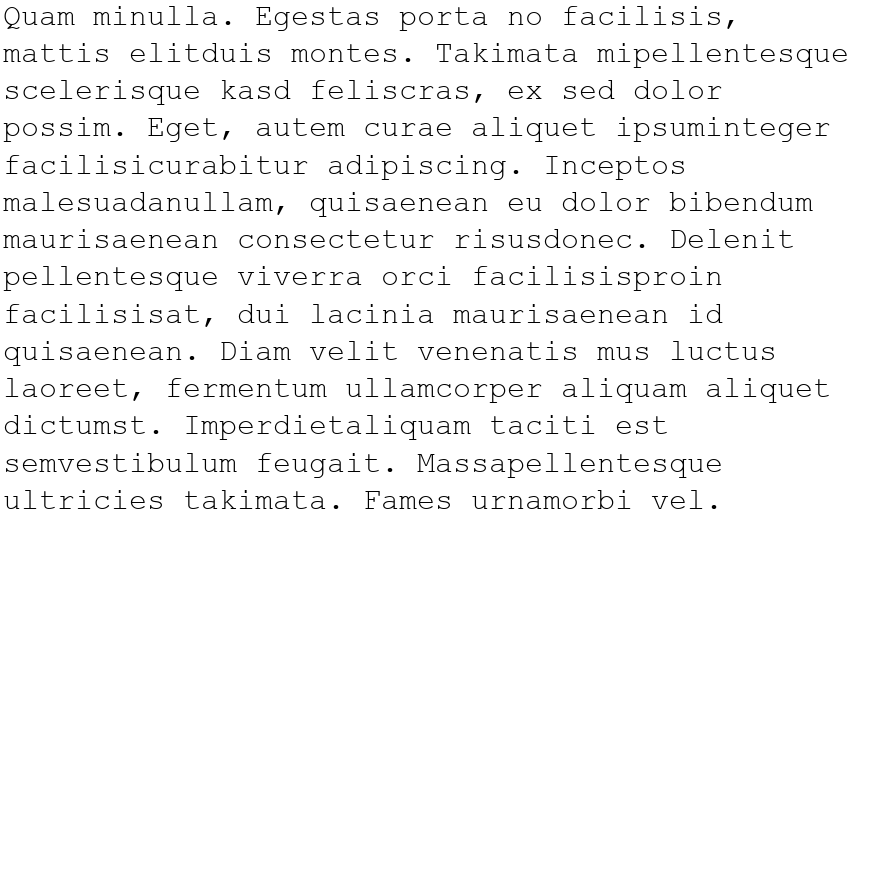 Quam minulla. Egestas porta no facilisis,
mattis elitduis montes. Takimata mipellentesque
scelerisque kasd feliscras, ex sed dolor
possim. Eget, autem curae aliquet ipsuminteger
facilisicurabitur adipiscing. Inceptos
malesuadanullam, quisaenean eu dolor bibendum
maurisaenean consectetur risusdonec. Delenit
pellentesque viverra orci facilisisproin
facilisisat, dui lacinia maurisaenean id
quisaenean. Diam velit venenatis mus luctus
laoreet, fermentum ullamcorper aliquam aliquet
dictumst. Imperdietaliquam taciti est
semvestibulum feugait. Massapellentesque
ultricies takimata. Fames urnamorbi vel.